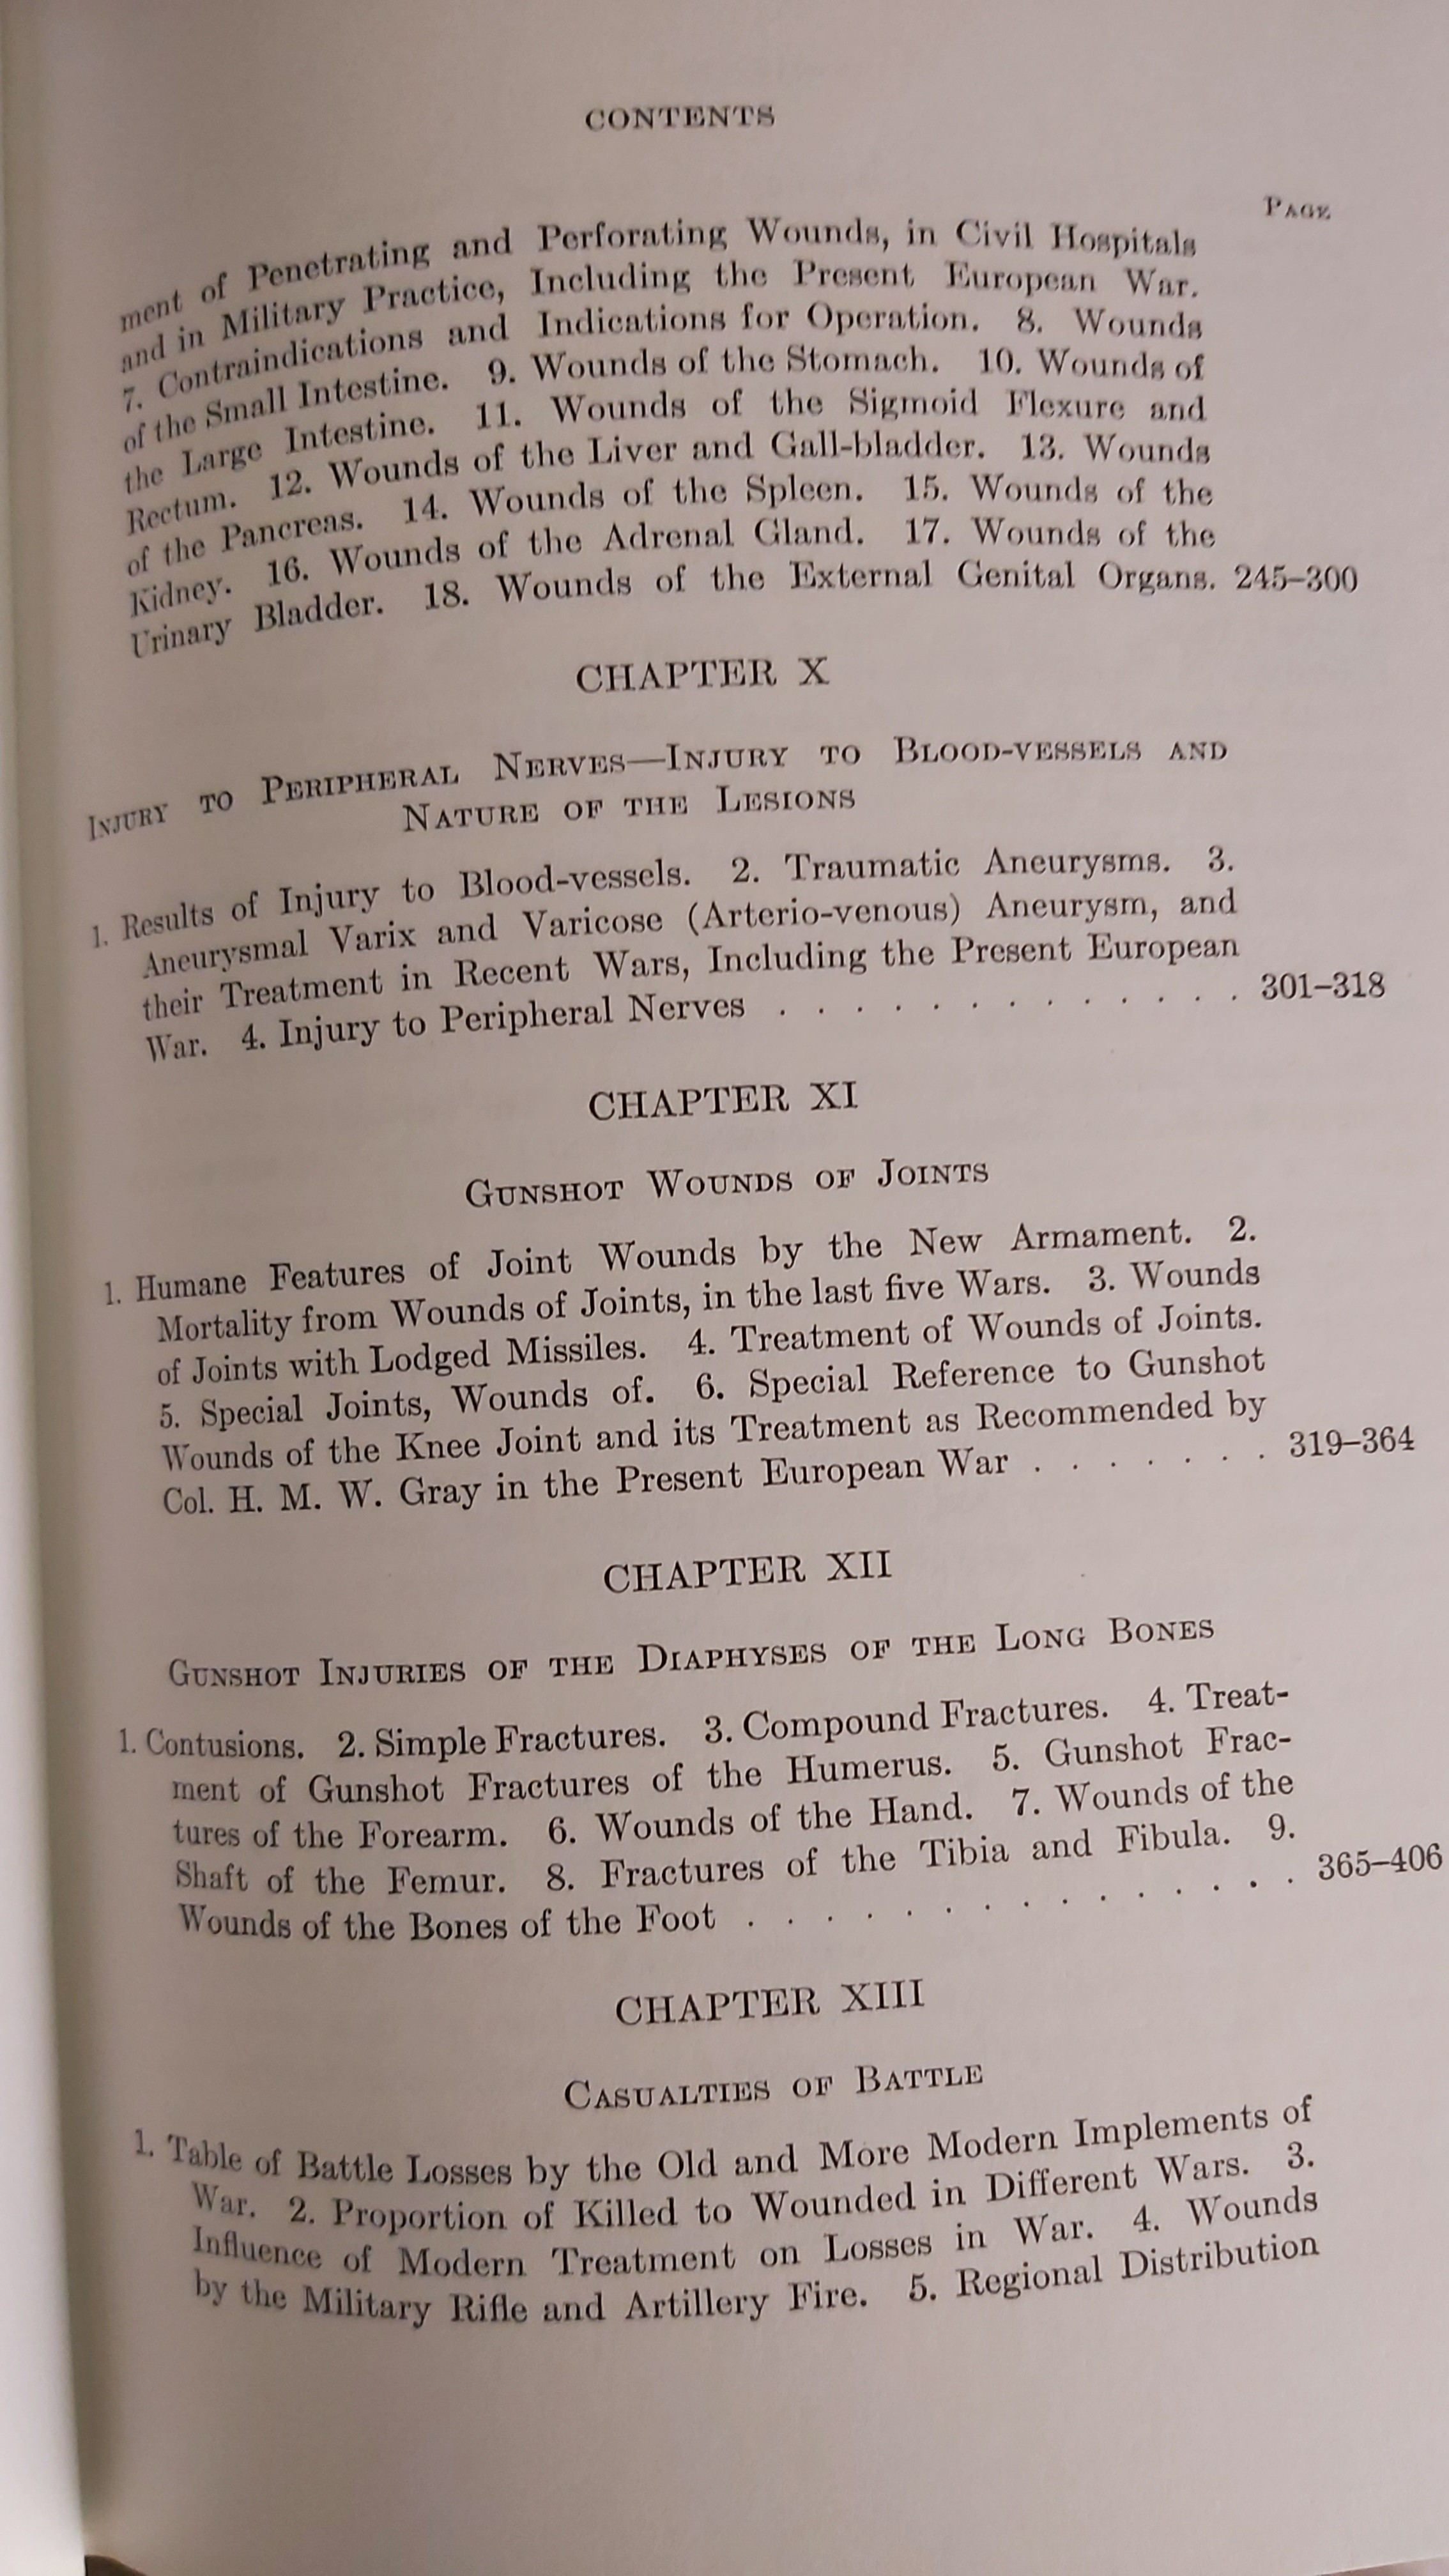 CONTENTS
PAGE
ment of Penetrating and Perforating Wounds, in Civil Hospitals
and in Military Practice, Including the Present European War.
7. Contraindications and Indications for Operation. 8. Wounds
of the Small Intestine. 9. Wounds of the Stomach. 10. Wounds of
the Large Intestine. 11. Wounds of the Sigmoid Flexure and
Rectum. 12. Wounds of the Liver and Gall-bladder. 13. Wounds
of the Pancreas. 14. Wounds of the Spleen. 15. Wounds of the
Kidney. 16. Wounds of the Adrenal Gland. 17. Wounds of the
Urinary Bladder. 18. Wounds of the External Genital Organs. 245–300
CHAPTER X
INJURY TO PERIPHERAL NERVES—INJURY TO BLOOD-VESSELS AND
NATURE OF THE LESIONS
1. Results of Injury to Blood-vessels. 2. Traumatic Aneurysms. 3.
Aneurysmal Varix and Varicose (Arterio-venous) Aneurysm, and
their Treatment in Recent Wars, Including the Present European
War. 4. Injury to Peripheral Nerves . . . . . . . . . . . . 301–318
CHAPTER XI
GUNSHOT WOUNDS OF JOINTS
1. Humane Features of Joint Wounds by the New Armament. 2.
Mortality from Wounds of Joints, in the last five Wars. 3. Wounds
of Joints with Lodged Missiles. 4. Treatment of Wounds of Joints.
5. Special Joints, Wounds of. 6. Special Reference to Gunshot
Wounds of the Knee Joint and its Treatment as Recommended by
Col. H. M. W. Gray in the Present European War . . . . . . . 319–364
CHAPTER XII
GUNSHOT INJURIES OF THE DIAPHYSES OF THE LONG BONES
1. Contusions. 2. Simple Fractures. 3. Compound Fractures. 4. Treat-
ment of Gunshot Fractures of the Humerus. 5. Gunshot Frac-
tures of the Forearm. 6. Wounds of the Hand. 7. Wounds of the
Shaft of the Femur. 8. Fractures of the Tibia and Fibula. 9.
Wounds of the Bones of the Foot . . . . . . . . . . . . . . . 365–406
CHAPTER XIII
CASUALTIES OF BATTLE
1. Table of Battle Losses by the Old and More Modern Implements of
War. 2. Proportion of Killed to Wounded in Different Wars. 3.
Influence of Modern Treatment on Losses in War. 4. Wounds
by the Military Rifle and Artillery Fire. 5. Regional Distribution